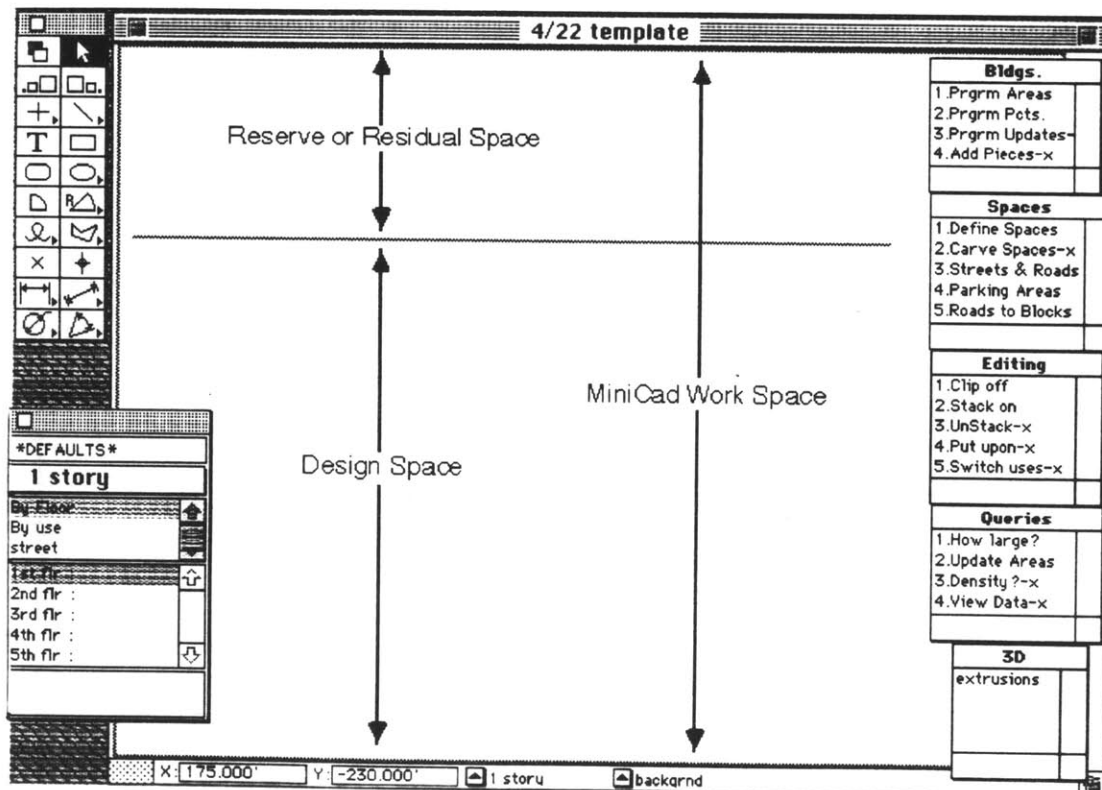 4/22 template
T
R
Reserve or Residual Space
Design Space
MiniCad Work Space
Bldgs.
1.Prgrm Areas
2.Prgrm Pcts.
3.Prgrm Updates-
4.Add Pieces-x
Spaces
1.Define Spaces
2.Carve Spaces-x
3.Streets & Roads
4.Parking Areas
5.Roads to Blocks
Editing
1.Clip off
2.Stack on
3.UnStack-x
4.Put upon-x
5.Switch uses-x
Queries
1.How large?
2.Update Areas
3.Density?-x
4.View Data-x
3D
extrusions
*DEFAULTS*
1 story
By Floor
By use
street
1st flr :
2nd flr :
3rd flr :
4th flr :
5th flr :
X: 175.000' Y: -230.000' 1 story backgrnd